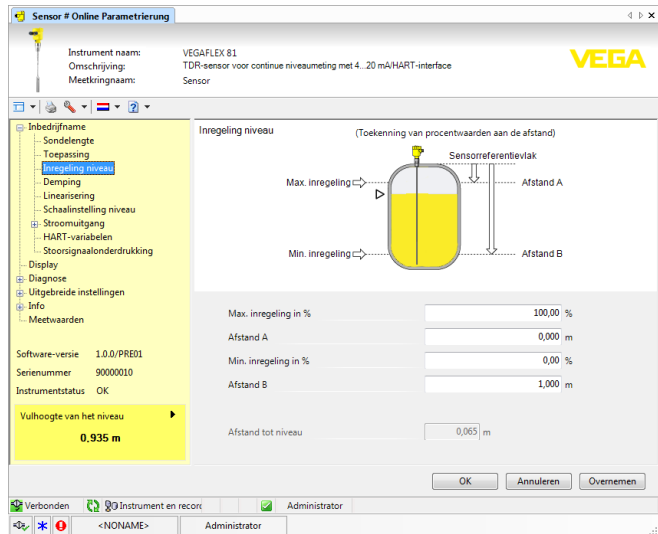 Sensor # Online Parametrierung
Instrument naam: VEGAFLEX 81
Omschrijving: TDR-sensor voor continue niveaumeting met 4...20 mA/HART-interface
Meetkringnaam: Sensor
VEGA
Inbedrijfname
Sondelengte
Toepassing
Inregeling niveau
Demping
Linearisering
Schaalinstelling niveau
Stroomuitgang
HART-variabelen
Stoorsignaalonderdrukking
Display
Diagnose
Uitgebreide instellingen
Info
Meetwaarden
Software-versie 1.0.0/PRE01
Serienummer 90000010
Instrumentstatus OK
Vulhoogte van het niveau
0,935 m
Inregeling niveau
(Toekenning van procentwaarden aan de afstand)
Sensorreferentievlak
Max. inregeling
Afstand A
Min. inregeling
Afstand B
Max. inregeling in % 100,00 %
Afstand A 0,000 m
Min. inregeling in % 0,00 %
Afstand B 1,000 m
Afstand tot niveau 0,065 m
OK Annuleren Overnemen
Verbonden Instrument en record Administrator
<NONAME> Administrator